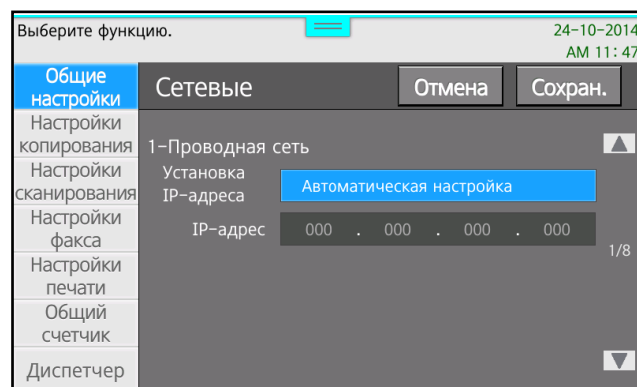 Выберите функцию.
24-10-2014
AM 11:47
Общие
настройки
Настройки
копирования
Настройки
сканирования
Настройки
факса
Настройки
печати
Общий
счетчик
Диспетчер
Сетевые
Отмена
Сохран.
1-Проводная сеть
Установка
IP-адреса
Автоматическая настройка
IP-адрес
000 . 000 . 000 . 000
1/8